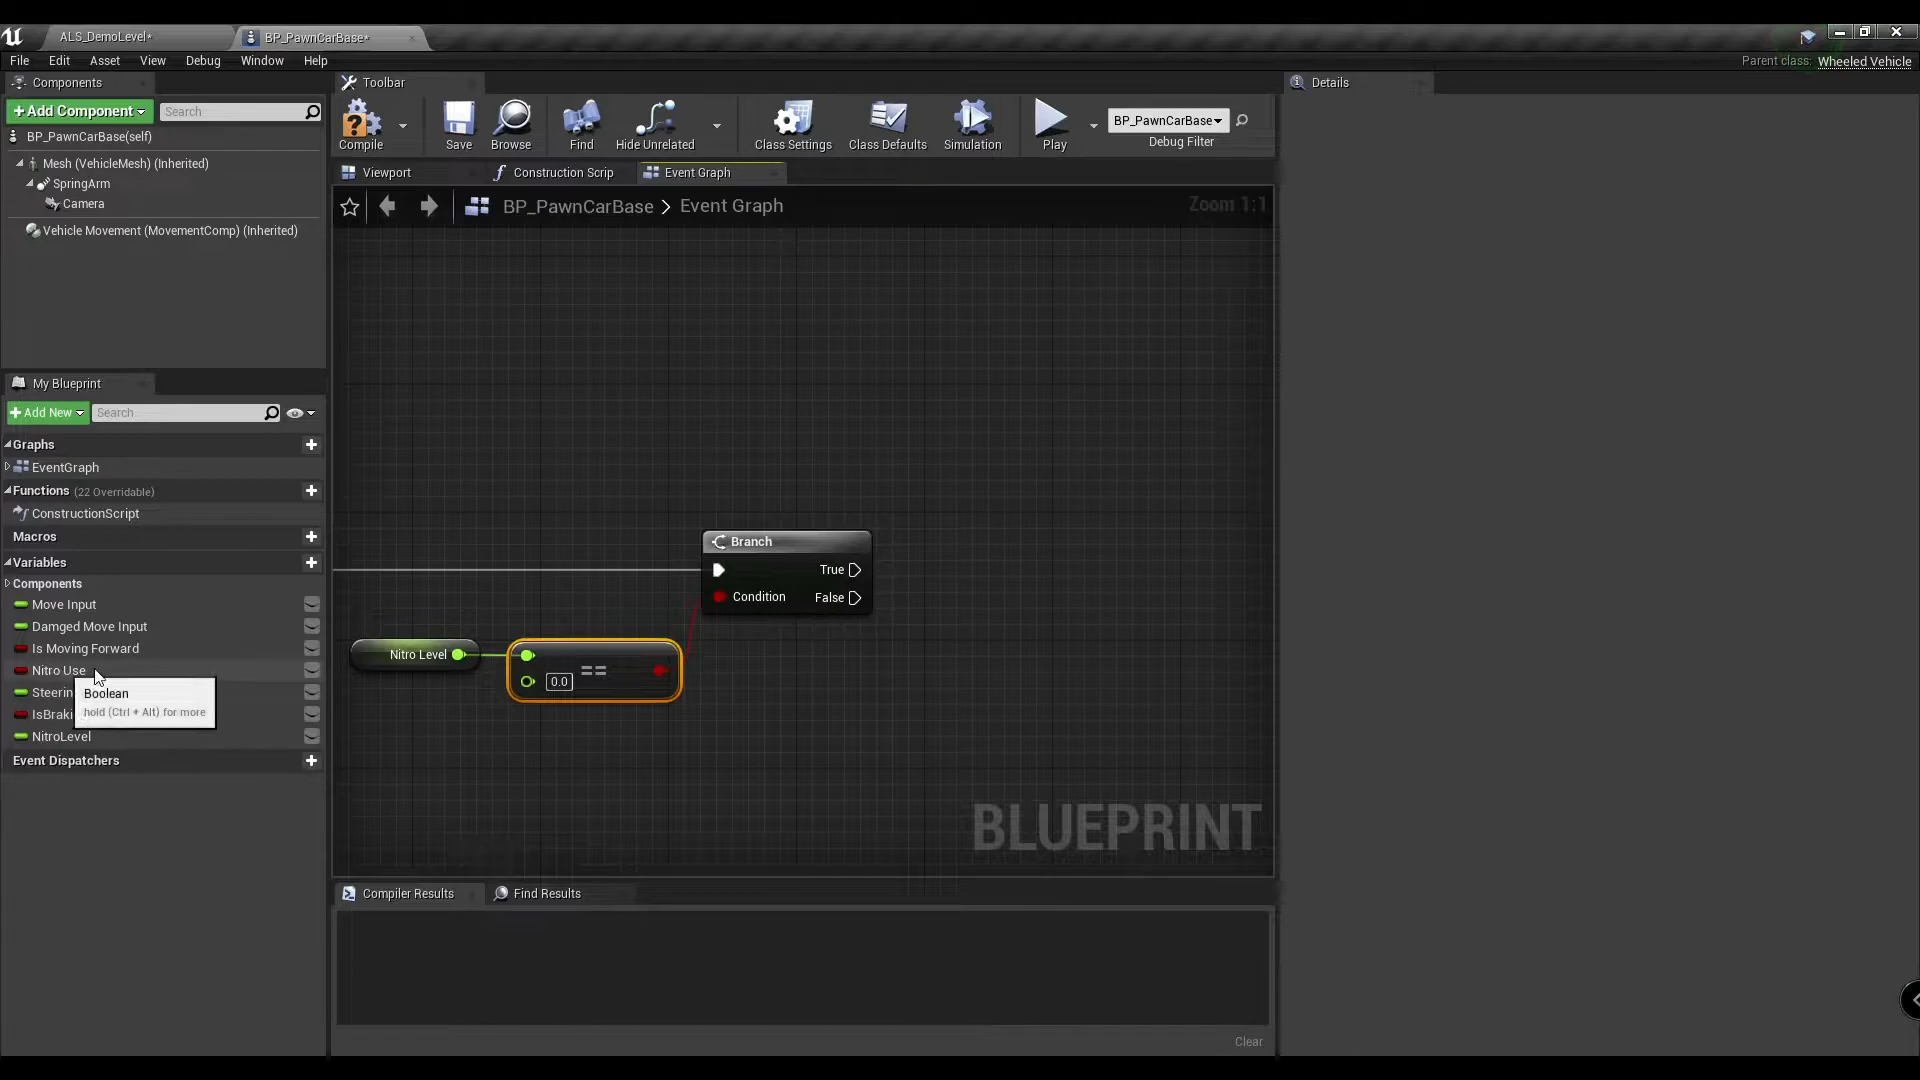 ALS_DemoLevel*
BP_PawnCarBase*
File Edit Asset View Debug Window Help
Parent class: Wheeled Vehicle
Components
Toolbar
Details
+ Add Component
Search
BP_PawnCarBase(self)
Mesh (VehicleMesh) (Inherited)
SpringArm
Camera
Vehicle Movement (MovementComp) (Inherited)
Compile
Save
Browse
Find
Hide Unrelated
Class Settings
Class Defaults
Simulation
Play
BP_PawnCarBase
Debug Filter
Viewport
Construction Scrip
Event Graph
BP_PawnCarBase > Event Graph
Zoom 1:1
My Blueprint
+ Add New
Search
Graphs
EventGraph
Functions (22 Overridable)
ConstructionScript
Macros
Variables
Components
Move Input
Damged Move Input
Is Moving Forward
Nitro Use
Steerin
IsBraki
NitroLevel
Event Dispatchers
Boolean
hold (Ctrl + Alt) for more
Branch
True
Condition
False
Nitro Level
0.0
==
BLUEPRINT
Compiler Results
Find Results
Clear